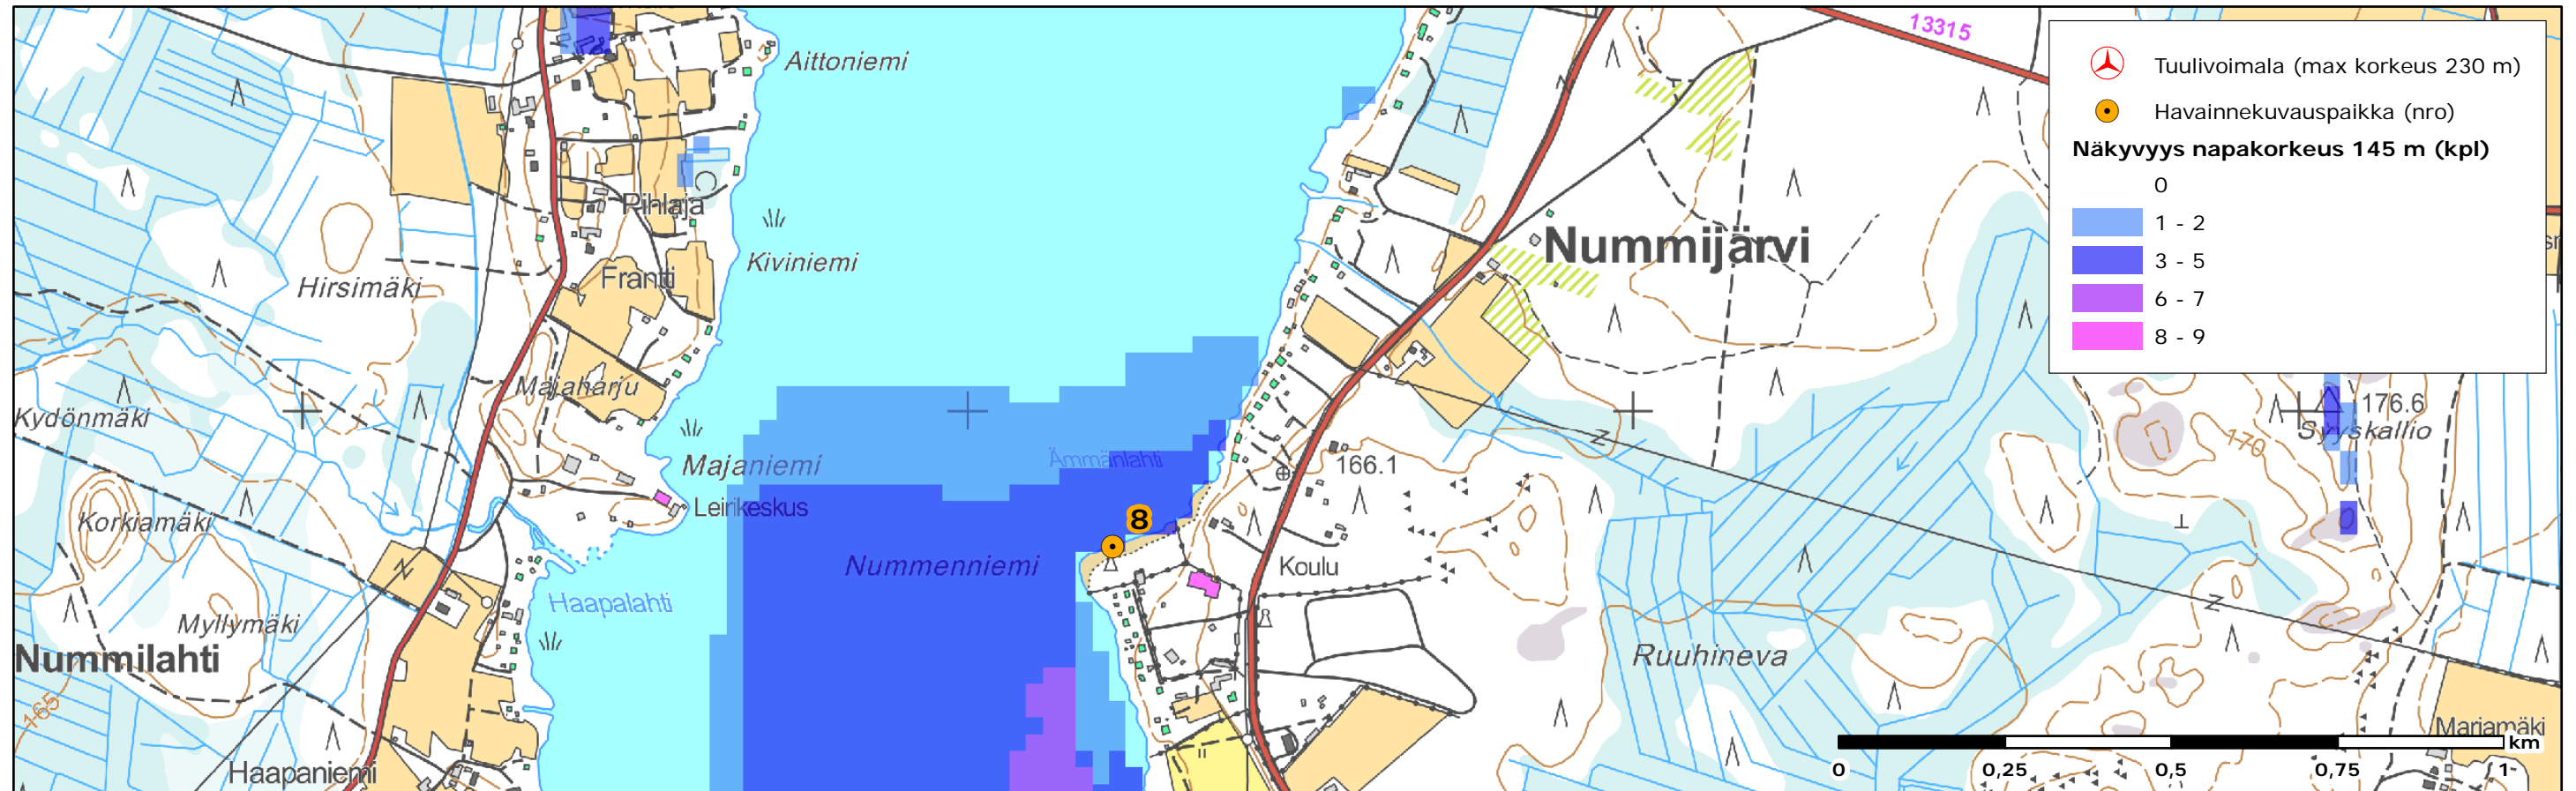 13315
Tuulivoimala (max korkeus 230 m)
Havainnekuvauspaikka (nro)
Näkyvyys napakorkeus 145 m (kpl)
0
1 - 2
3 - 5
6 - 7
8 - 9
Aittoniemi
Pihlaja
Kiviniemi
Nummijärvi
Hirsimäki
Frantti
Majaharju
Kydönmäki
176.6
Syyskallio
170
Ämmänlahti
Majaniemi
166.1
Leirikeskus
Korkiamäki
8
Nummenniemi
Koulu
Haapalahti
Myllymäki
Nummilahti
Ruuhineva
165
Marjamäki
km
Haapaniemi
0 0,25 0,5 0,75 1